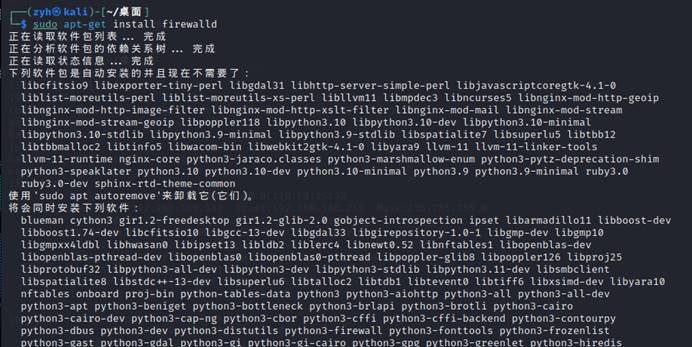 ┌──(zyh㉿kali)-[~/桌面]
└─$ sudo apt-get install firewalld
正在读取软件包列表... 完成
正在分析软件包的依赖关系树... 完成
正在读取状态信息... 完成
下列软件包是自动安装的并且现在不需要了：
libcfitsio9 libexporter-tiny-perl libgdal31 libhttp-server-simple-perl libjavascriptcoregtk-4.1-0
liblist-moreutils-perl liblist-moreutils-xs-perl libllvm11 libmpdec3 libncurses5 libnginx-mod-http-geoip
libnginx-mod-http-image-filter libnginx-mod-http-xslt-filter libnginx-mod-mail libnginx-mod-stream
libnginx-mod-stream-geoip libpoppler118 libpython3.10 libpython3.10-dev libpython3.10-minimal
libpython3.10-stdlib libpython3.9-minimal libpython3.9-stdlib libspatialite7 libsuperlu5 libtbb12
libtbbmalloc2 libtinfo5 libwacom-bin libwebkit2gtk-4.1-0 libyara9 llvm-11 llvm-11-linker-tools
llvm-11-runtime nginx-core python3-jaraco.classes python3-marshmallow-enum python3-pytz-deprecation-shim
python3-speaklater python3.10 python3.10-dev python3.10-minimal python3.9 python3.9-minimal ruby3.0
ruby3.0-dev sphinx-rtd-theme-common
使用'sudo apt autoremove'来卸载它(它们)。
将会同时安装下列软件：
blueman cython3 gir1.2-freedesktop gir1.2-glib-2.0 gobject-introspection ipset libarmadillo11 libboost-dev
libboost1.74-dev libcfitsio10 libgcc-13-dev libgdal33 libgirepository-1.0-1 libgmp-dev libgmp10
libgmpxx4ldbl libhwasan0 libipset13 libldb2 liblerc4 libnewt0.52 libnftables1 libopenblas-dev
libopenblas-pthread-dev libopenblas0 libopenblas0-pthread libpoppler-glib8 libpoppler126 libproj25
libprotobuf32 libpython3-all-dev libpython3-dev libpython3-stdlib libpython3.11-dev libsmbclient
libspatialite8 libstdc++-13-dev libsuperlu6 libtalloc2 libtdb1 libtevent0 libtiff6 libxsimd-dev libyara10
nftables onboard proj-bin python-tables-data python3 python3-aiohttp python3-all python3-all-dev
python3-apt python3-beniget python3-bottleneck python3-brlapi python3-brotli python3-cairo
python3-cairo-dev python3-cap-ng python3-cbor python3-cffi python3-cffi-backend python3-contourpy
python3-dbus python3-dev python3-distutils python3-firewall python3-fonttools python3-frozenlist
python3-gast python3-gdal python3-gi python3-gi-cairo python3-gpg python3-greenlet python3-hiredis